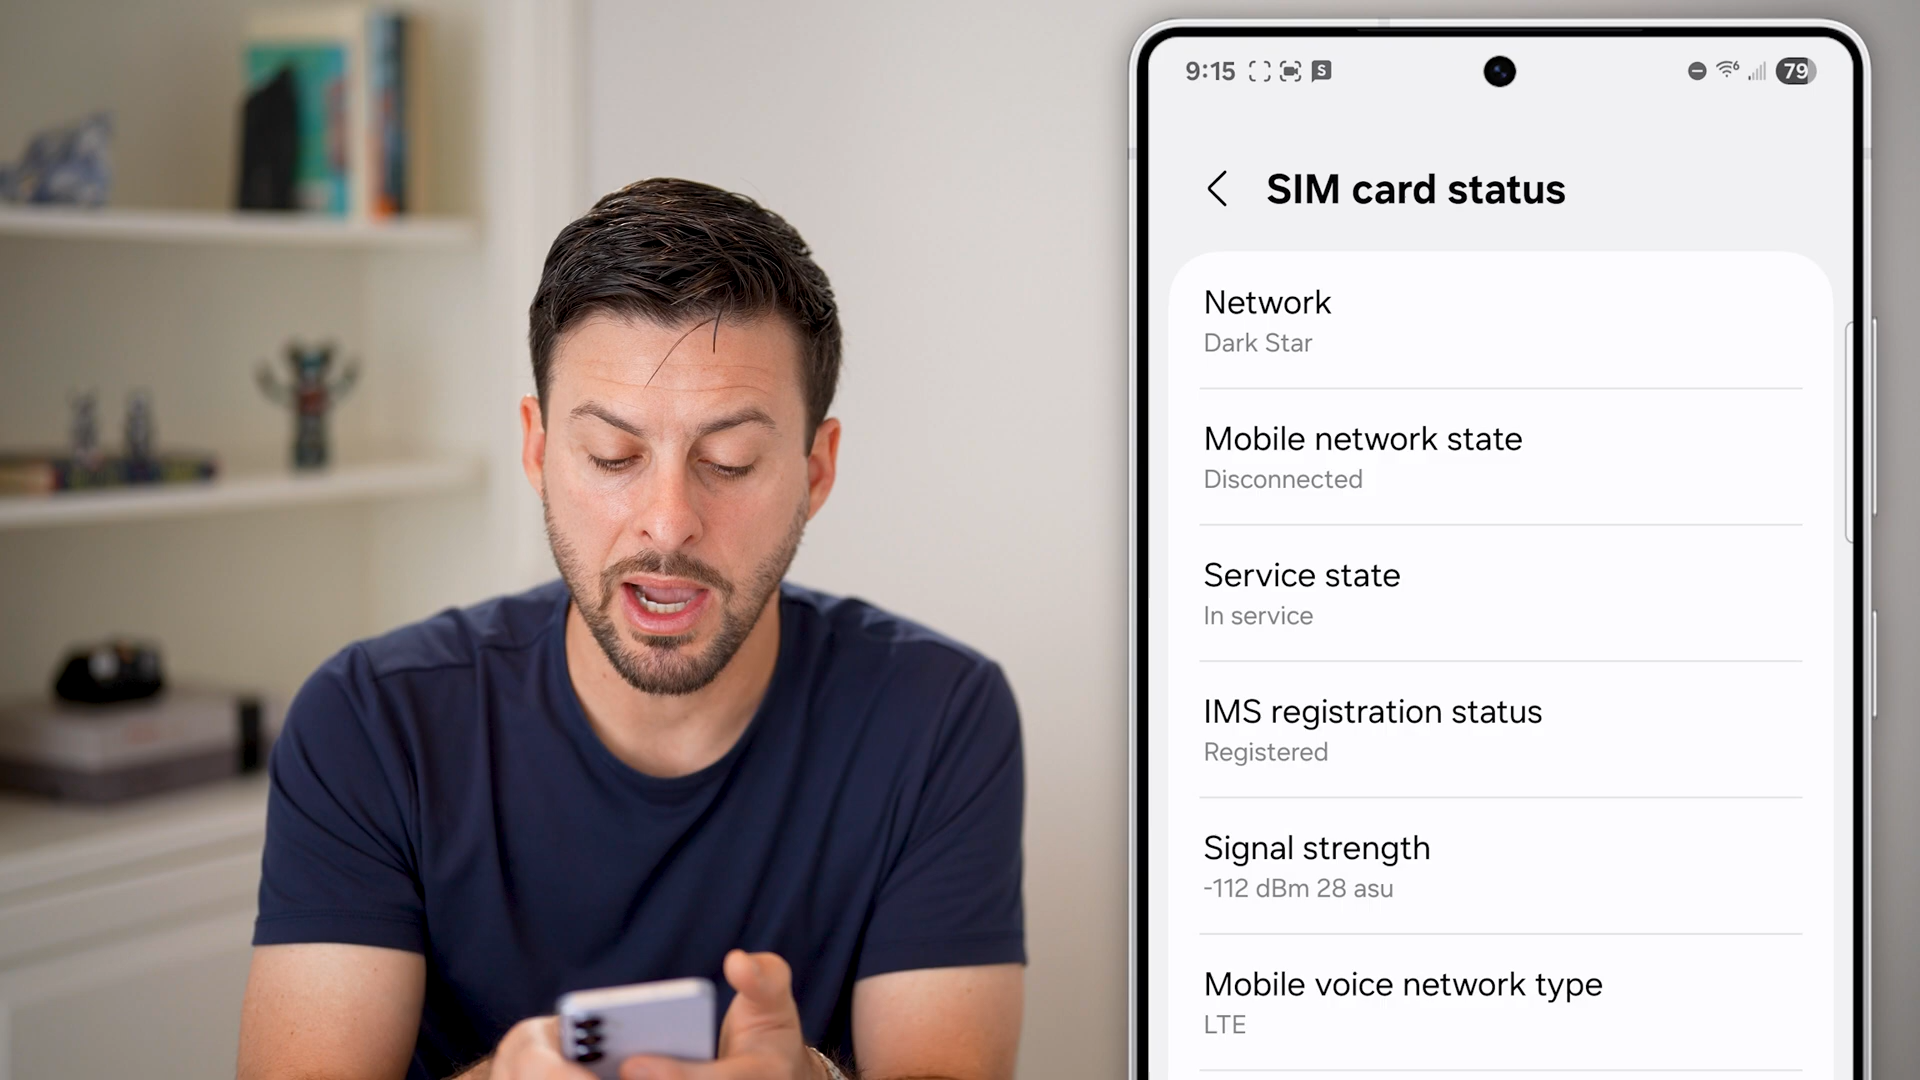 9:15 S 6 79
SIM card status
Network
Dark Star
Mobile network state
Disconnected
Service state
In service
IMS registration status
Registered
Signal strength
-112 dBm 28 asu
Mobile voice network type
LTE